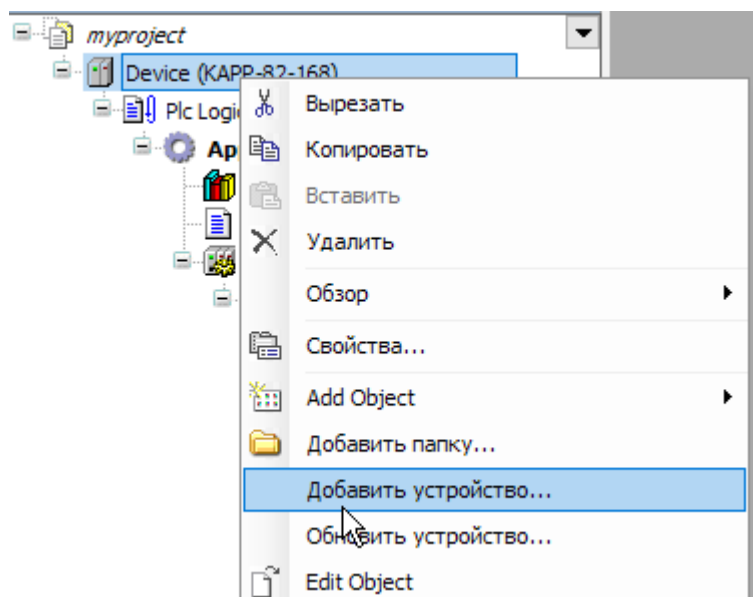 myproject
Device (KAPP-82-168)
Plc Logi
Ap
Вырезать
Копировать
Вставить
Удалить
Обзор
Свойства...
Add Object
Добавить папку...
Добавить устройство...
Обновить устройство...
Edit Object